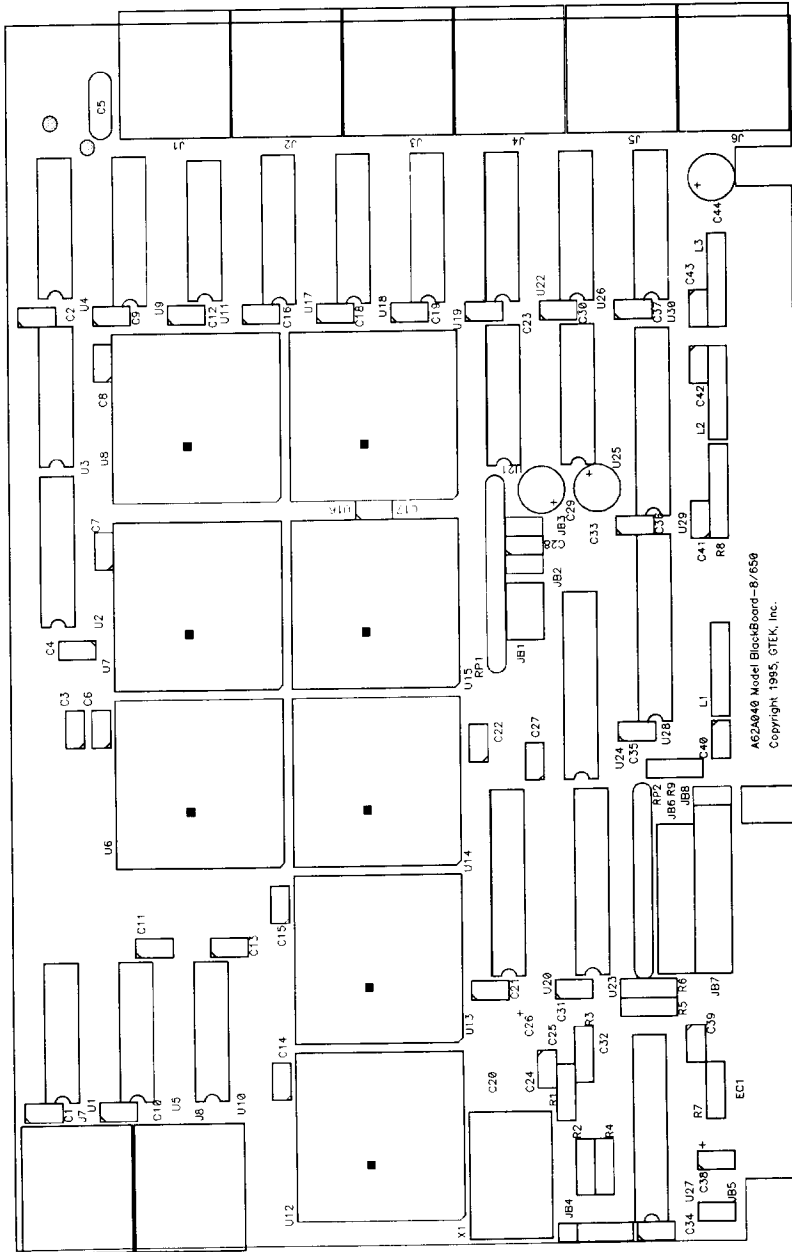 C5
J1
J2
J3
J4
J5
J6
C44
C2
U4
C9
U9
C12
U11
C16
U17
C18
U18
C19
U19
C23
U22
C30
U26
C37
U30
C43
L3
U3
C8
U8
U21
U25
C42
L2
C7
U16
C17
C29
C33
JB3
C28
JB2
JB1
C36
U29
C41
R8
C4
U2
U7
U15
RP1
C3
C6
C22
C27
U24
C35
U28
L1
C40
U6
U14
RP2
R9
JB6
JB8
JB7
C11
C13
C15
U13
C21
U20
C31
U23
R5
R6
C26
C14
C20
C24
C25
R1
R3
C32
C39
R7
EC1
C1
J7
U1
C10
U5
J8
U10
U12
X1
R2
R4
JB4
U27
C38
C34
JB5
A62A040 Model BlackBoard-8/650
Copyright 1995, GTEK, Inc.